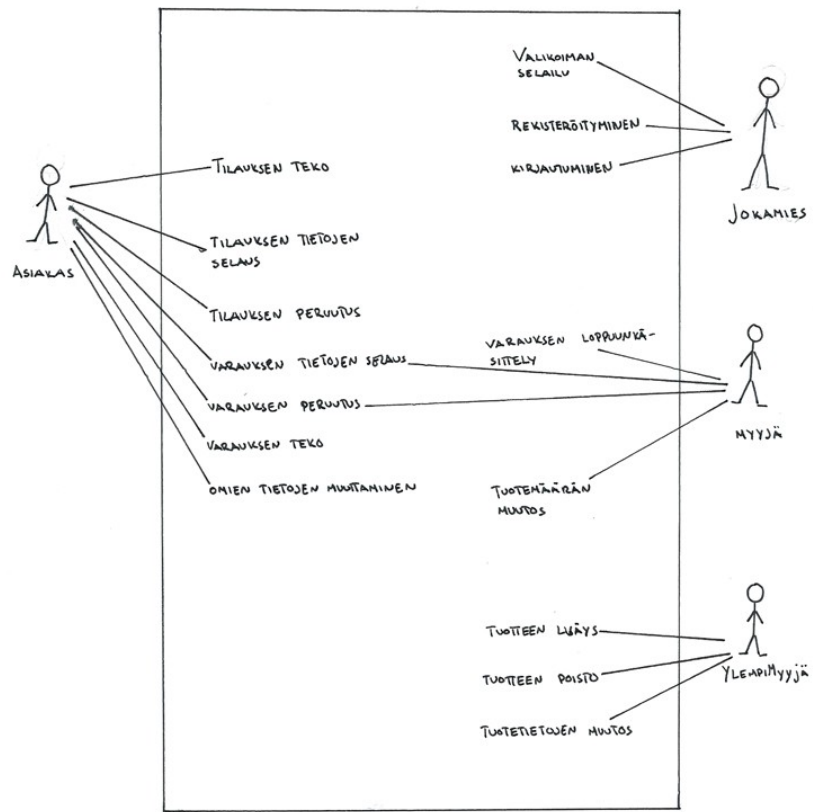 VALIKOIMAN
SELAILU
REKISTERÖITYMINEN
KIRJAUTUMINEN
JOKAMIES
TILAUKSEN TEKO
TILAUKSEN TIETOJEN
SELAUS
ASIAKAS
TILAUKSEN PERUUTUS
VARAUKSEN TIETOJEN SELAUS
VARAUKSEN LOPPUUNKÄ-
SITTELY
VARAUKSEN PERUUTUS
VARAUKSEN TEKO
MYYJÄ
OMIEN TIETOJEN MUUTTAMINEN
TUOTEMÄÄRÄN
MUUTOS
TUOTTEEN LISÄYS
TUOTTEEN POISTO
YLEMPIMYYJÄ
TUOTETIETOJEN MUUTOS